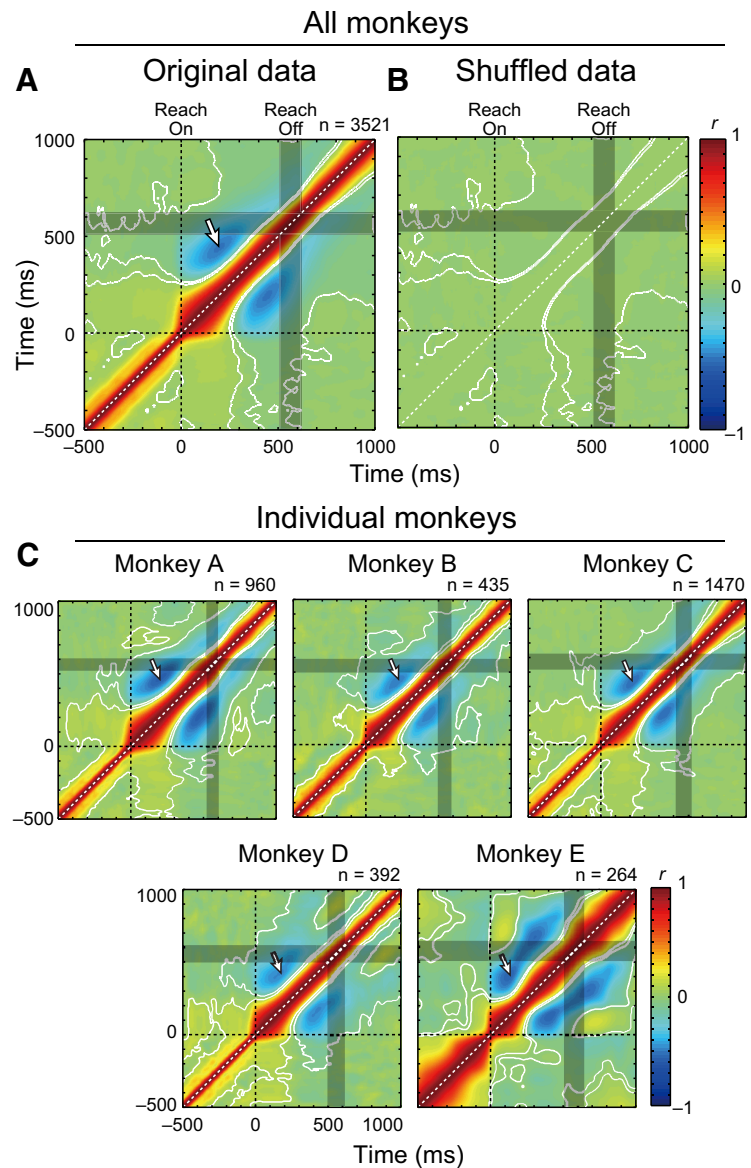 All monkeys
A Original data
B Shuffled data
Reach On
Reach Off
n = 3521
Reach On
Reach Off
r
1000
500
0
–500
Time (ms)
1
0
–1
–500 0 500 1000
0 500 1000
Time (ms)
Individual monkeys
C
Monkey A
n = 960
Monkey B
n = 435
Monkey C
n = 1470
1000
0
–500
Monkey D
n = 392
Monkey E
n = 264
r
1000
0
–500
1
0
–1
–500 0 500 1000
Time (ms)